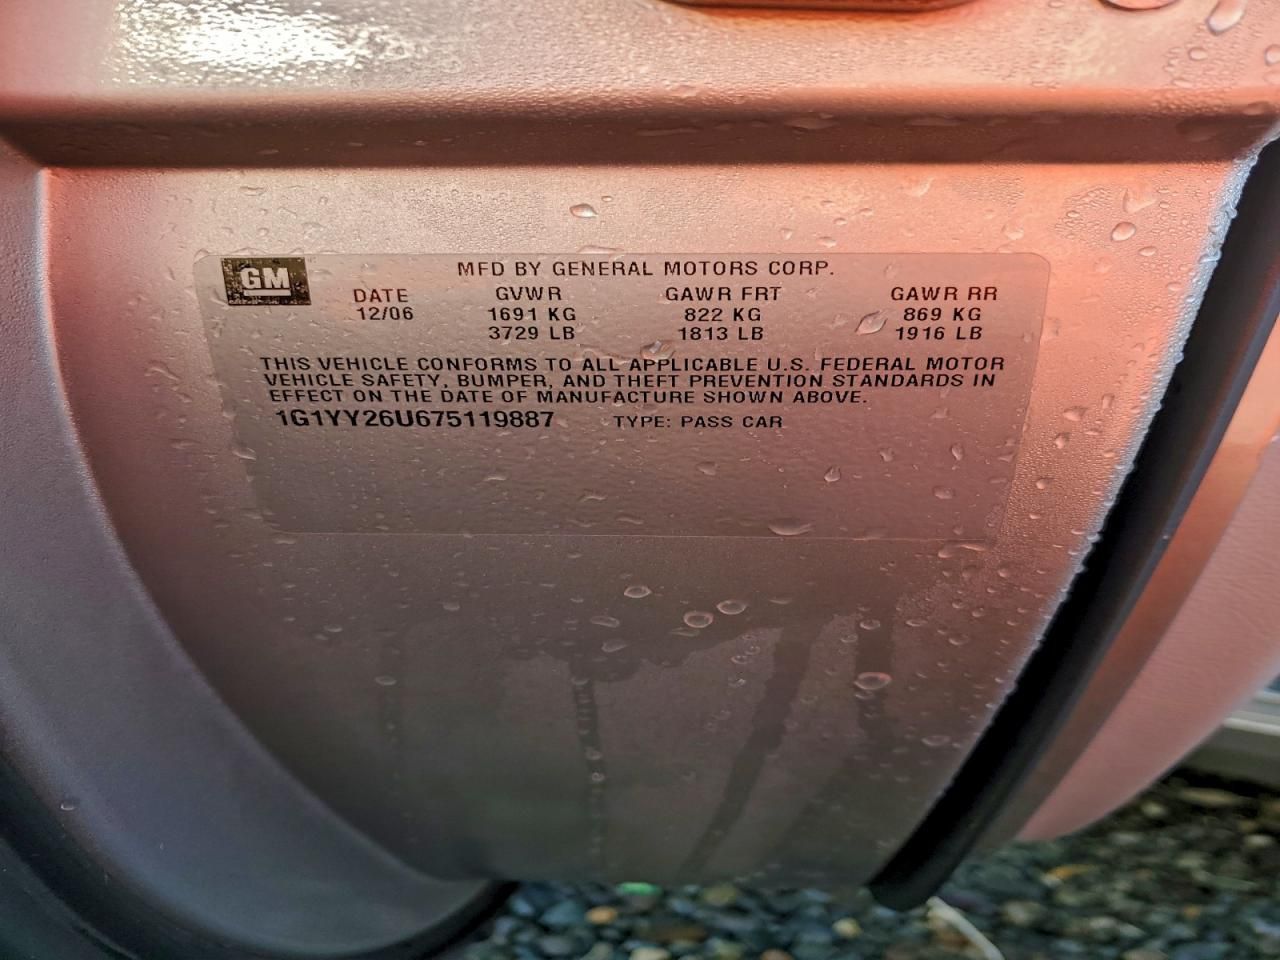 GM
MFD BY GENERAL MOTORS CORP.
DATE GVWR GAWR FRT GAWR RR
12/06 1691 KG 822 KG 869 KG
3729 LB 1813 LB 1916 LB
THIS VEHICLE CONFORMS TO ALL APPLICABLE U.S. FEDERAL MOTOR
VEHICLE SAFETY, BUMPER, AND THEFT PREVENTION STANDARDS IN
EFFECT ON THE DATE OF MANUFACTURE SHOWN ABOVE.
1G1YY26U675119887 TYPE: PASS CAR